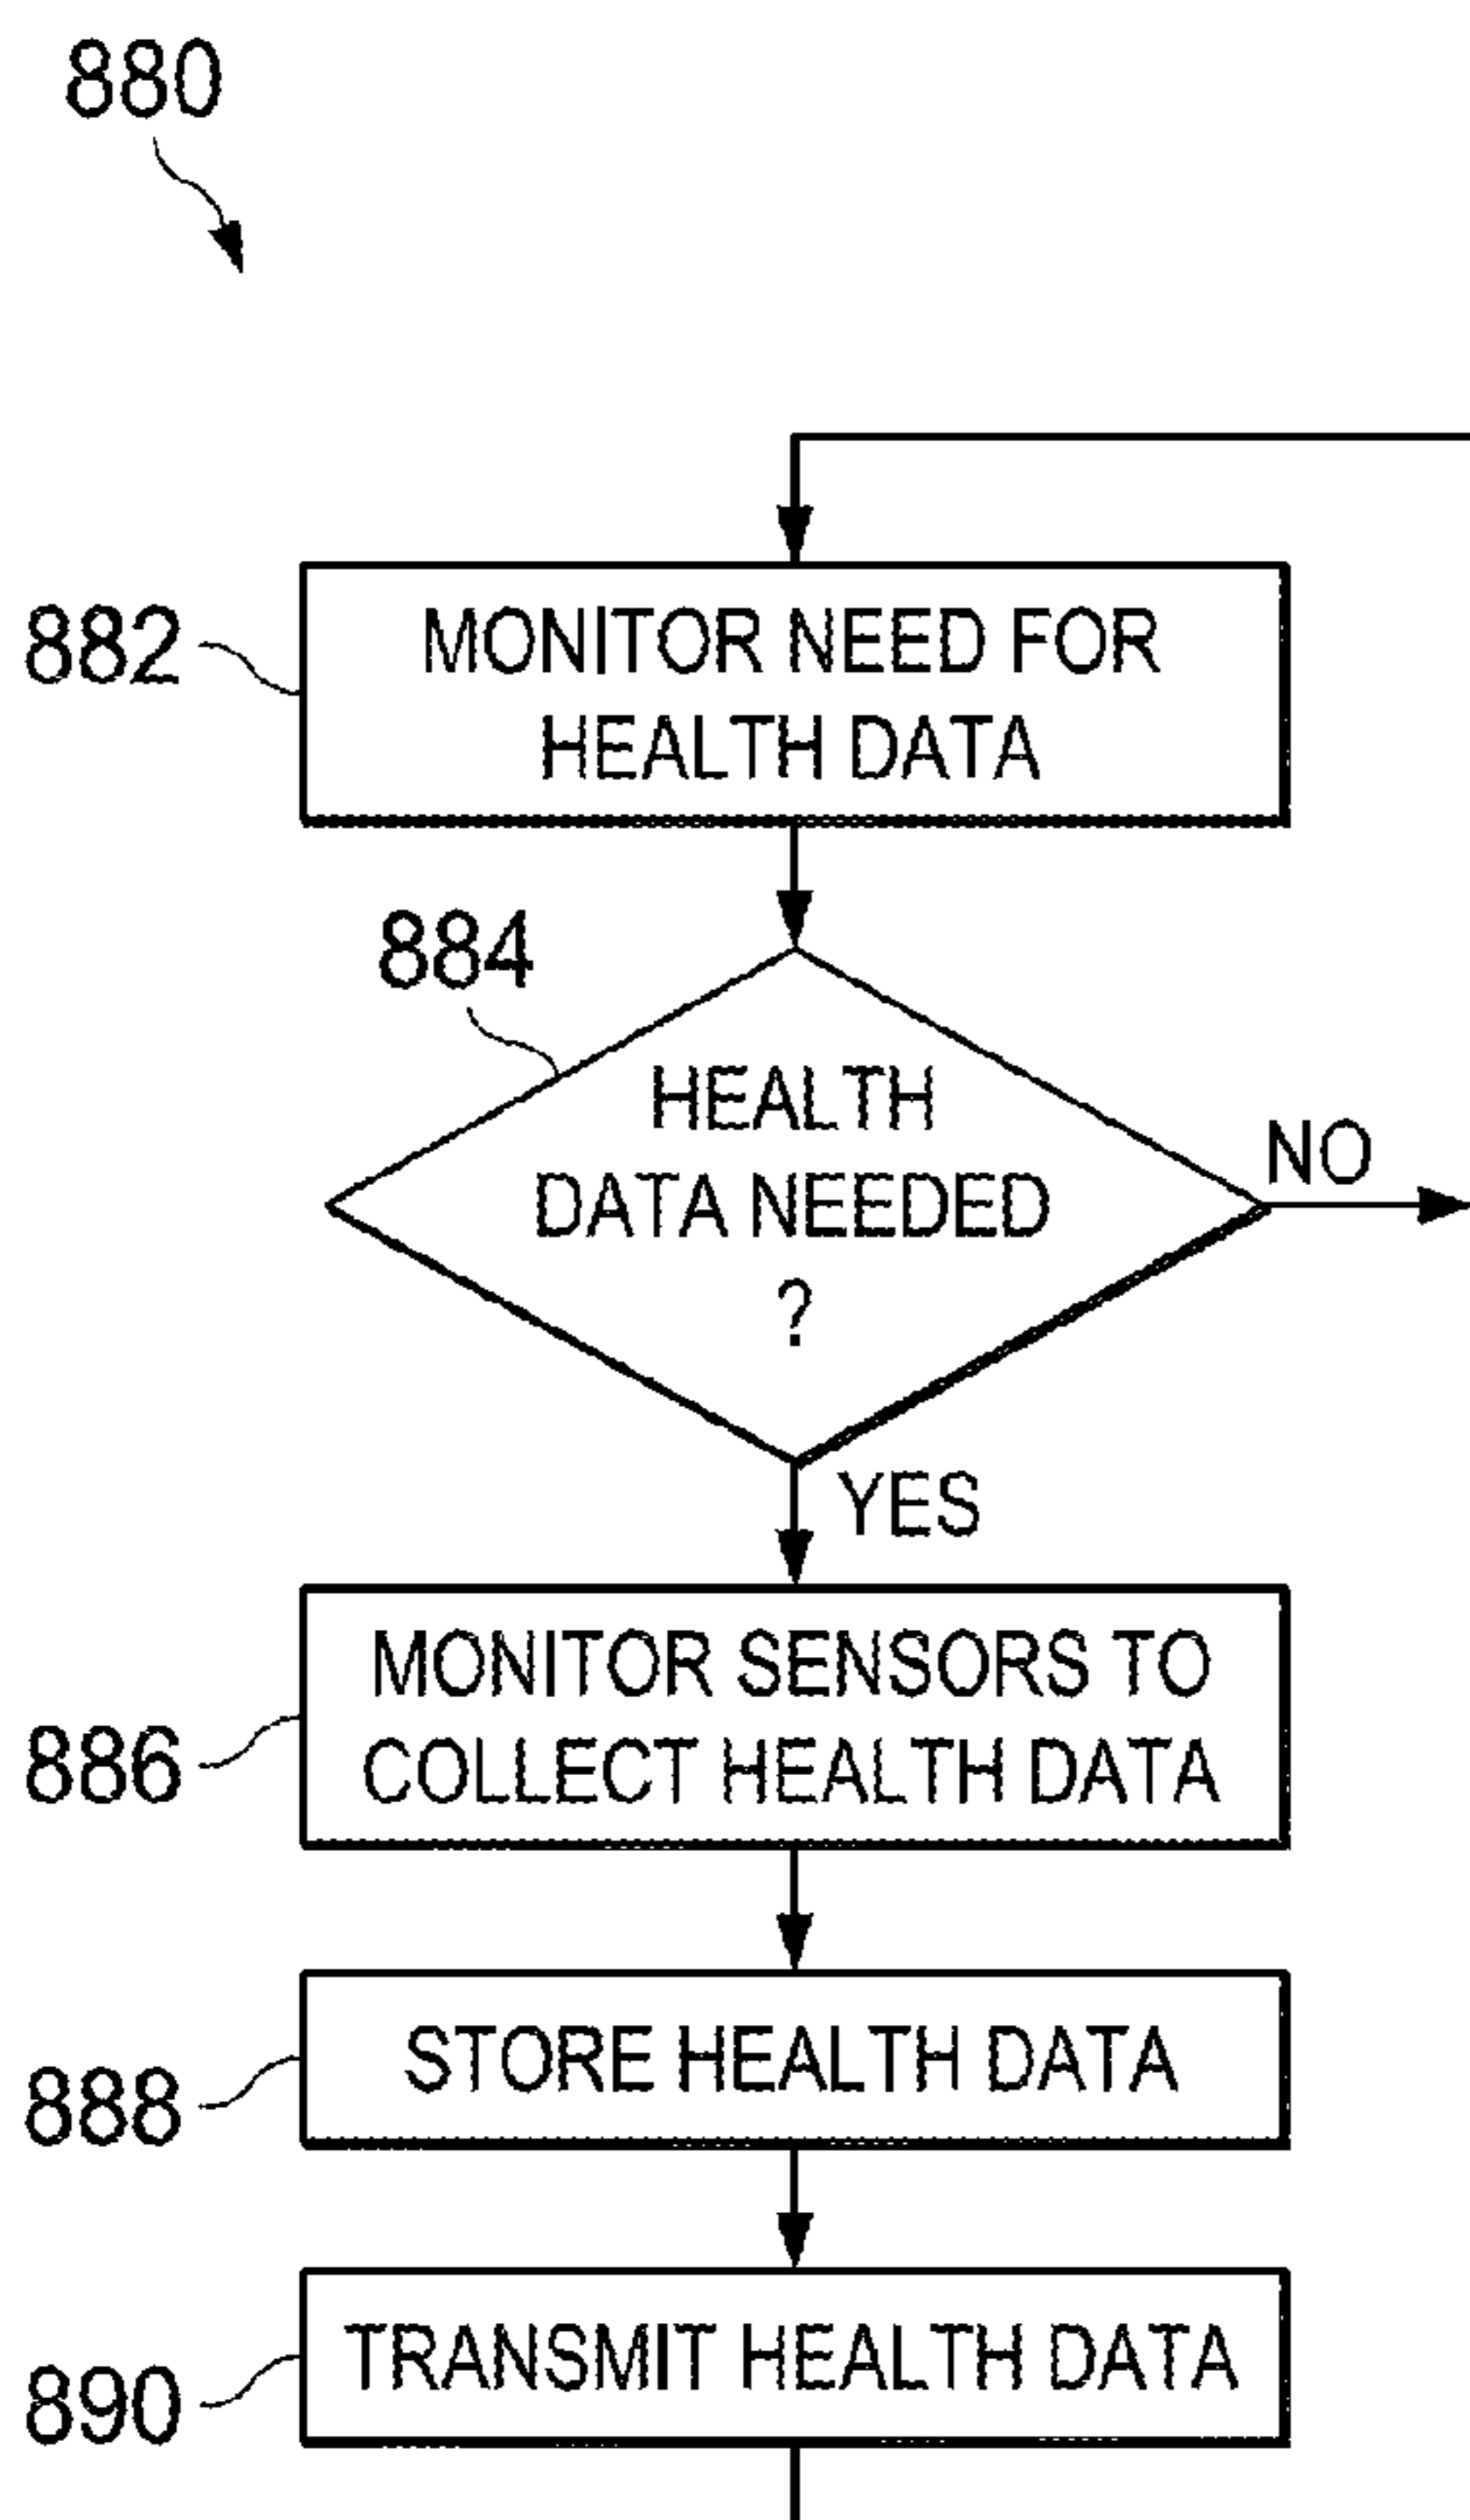 880
882
MONITOR NEED FOR
HEALTH DATA
884
HEALTH
DATA NEEDED
?
NO
YES
886
MONITOR SENSORS TO
COLLECT HEALTH DATA
888
STORE HEALTH DATA
890
TRANSMIT HEALTH DATA